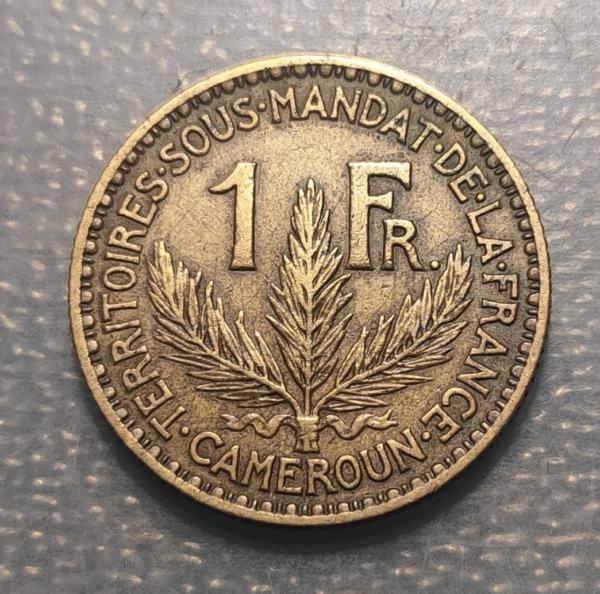 TERRITOIRES·SOUS·MANDAT·DE·LA·FRANCE·
1 FR.
CAMEROUN·